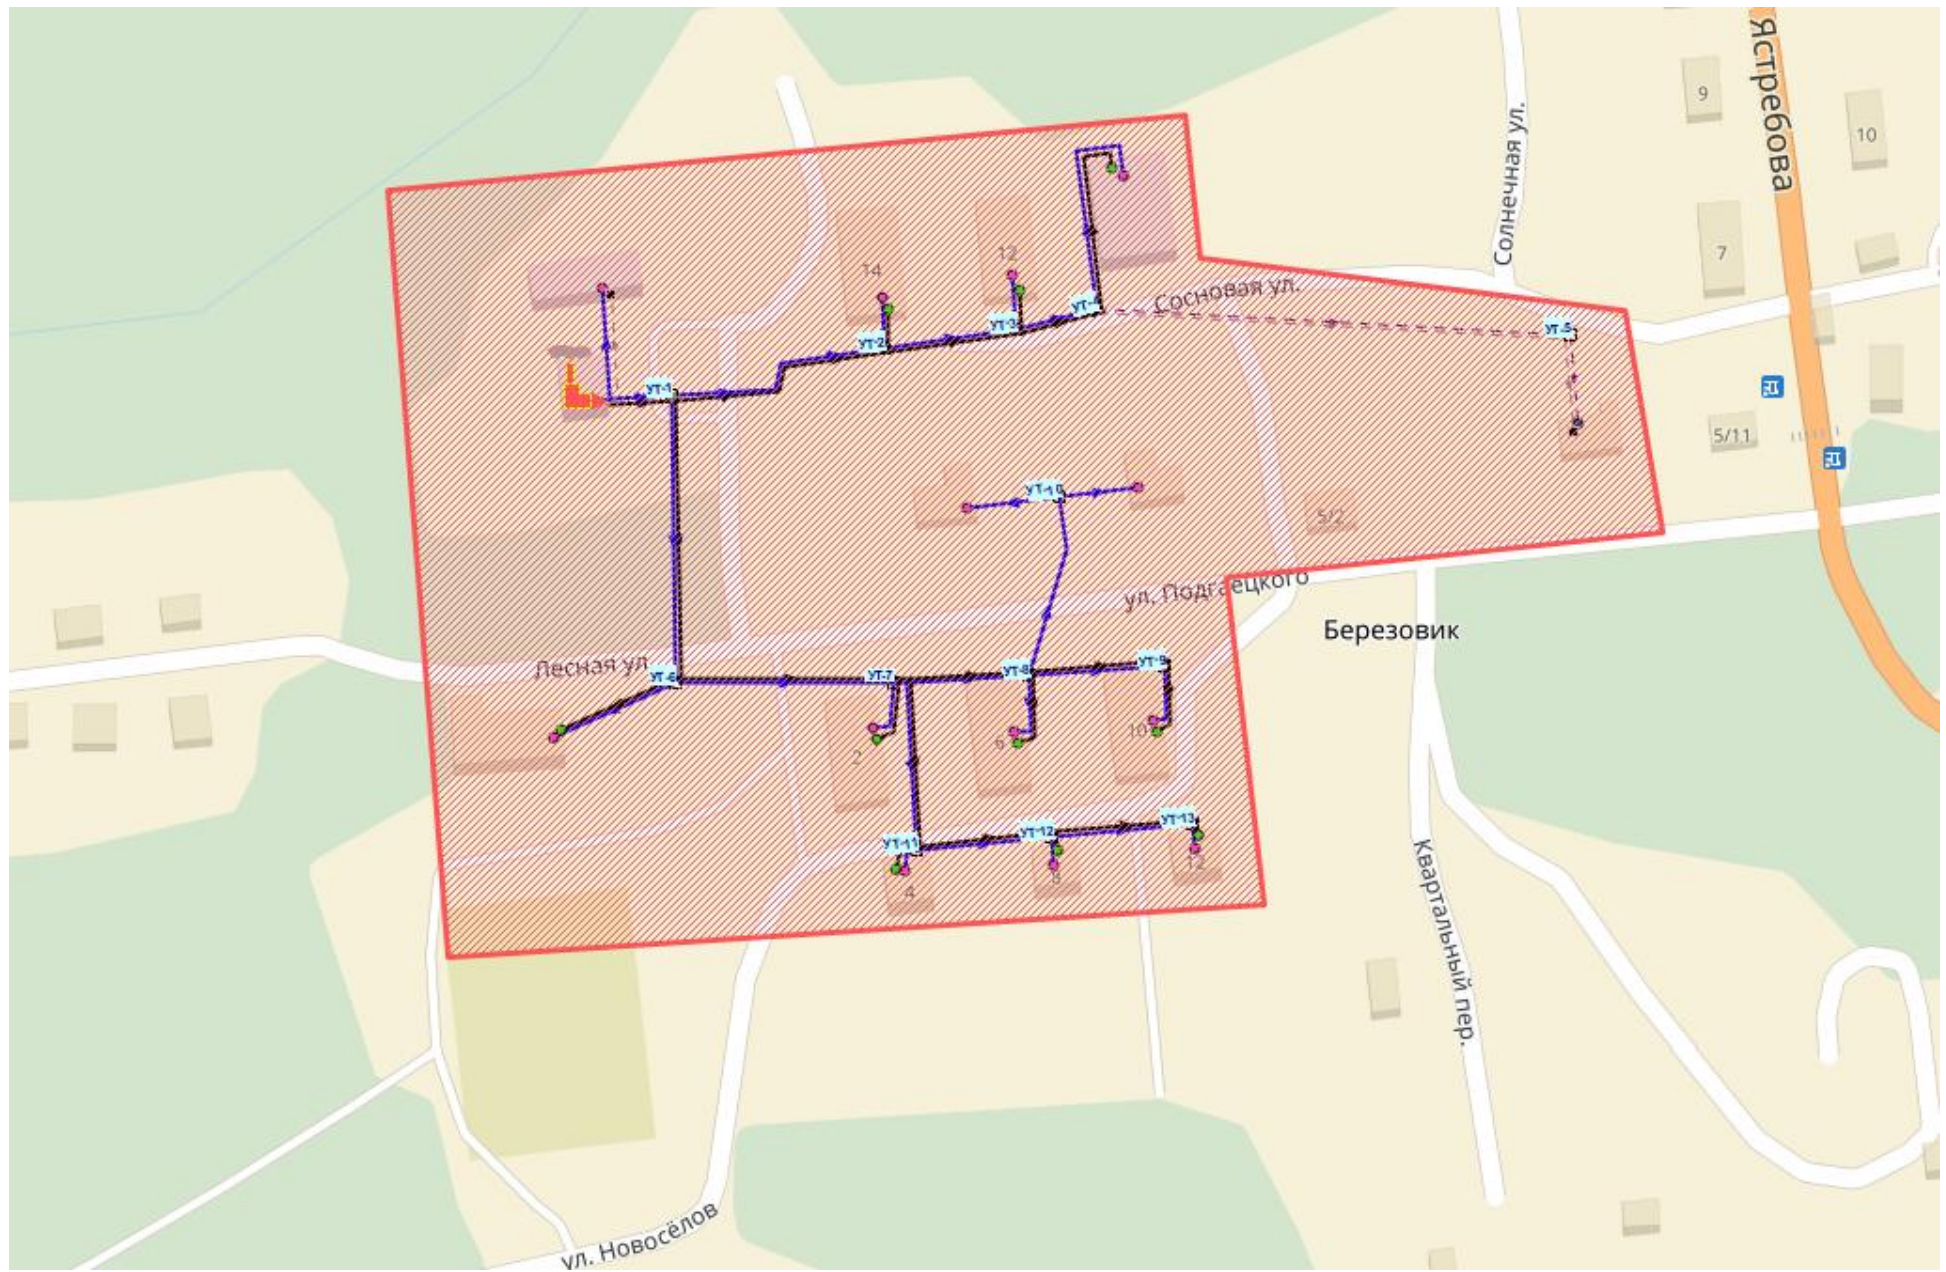 Ястребова
9
10
Солнечная ул.
7
14
12
УТ-4
Сосновая ул.
УТ-3
УТ-2
УТ-5
УТ-1
5/11
УТ-10
5/2
ул. Подгаецкого
Березовик
Лесная ул
УТ-6
УТ-7
УТ-8
УТ-9
2
6
10
УТ-11
УТ-12
УТ-13
4
8
12
Квартальный пер.
ул. Новосёлов